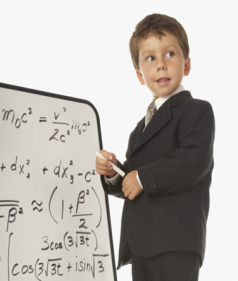 m₀c² = v²/2c² m₀c²
+ dx₂² + dx₃² - c²
- β² ≈ (1 + β²/2
3cos(3√3t)
[cos(3√3t + i sin√3